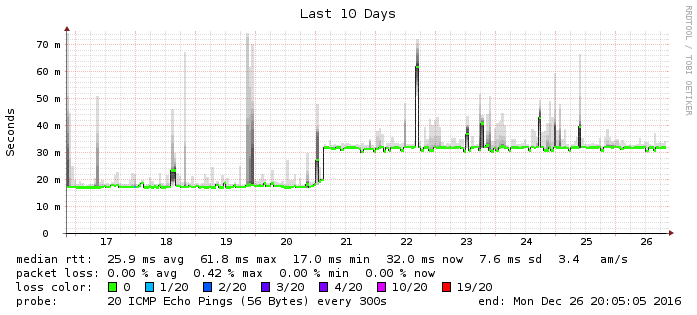 Last 10 Days
RRDTOOL / TOBI OETIKER
Seconds
70 m
60 m
50 m
40 m
30 m
20 m
10 m
0
17 18 19 20 21 22 23 24 25 26
median rtt: 25.9 ms avg 61.8 ms max 17.0 ms min 32.0 ms now 7.6 ms sd 3.4 am/s
packet loss: 0.00 % avg 0.42 % max 0.00 % min 0.00 % now
loss color: 0 1/20 2/20 3/20 4/20 10/20 19/20
probe: 20 ICMP Echo Pings (56 Bytes) every 300s end: Mon Dec 26 20:05:05 2016